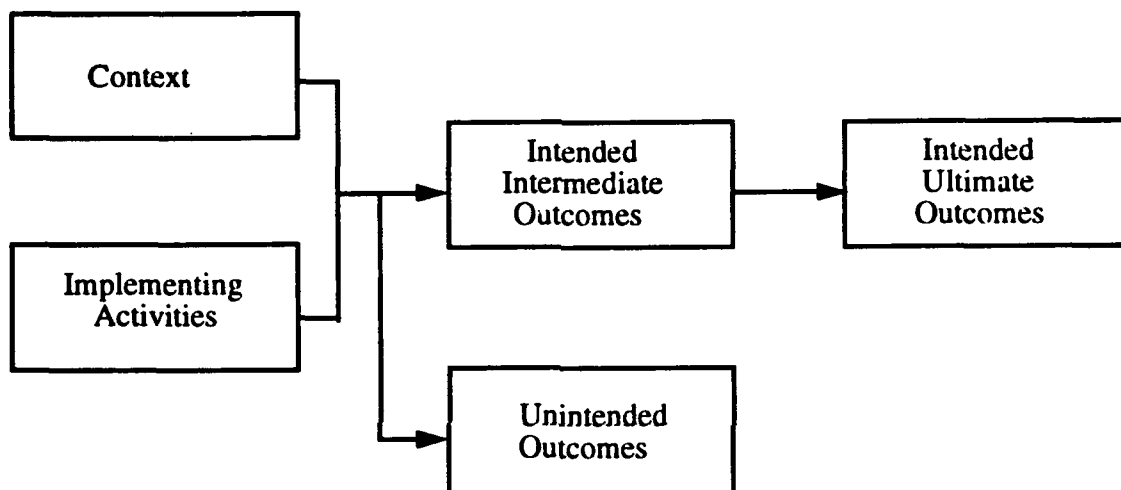 Context
Implementing
Activities
Intended
Intermediate
Outcomes
Intended
Ultimate
Outcomes
Unintended
Outcomes